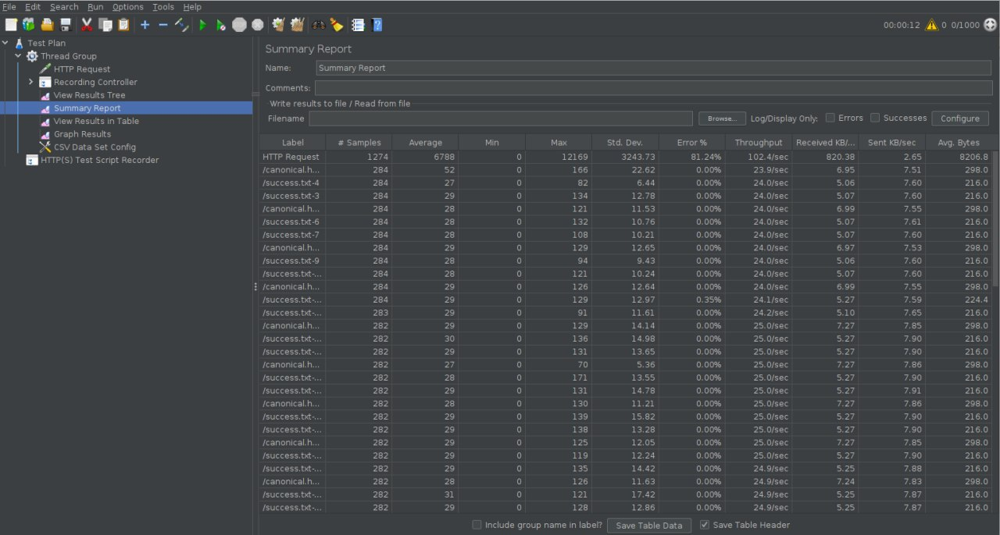 File Edit Search Run Options Tools Help
00:00:12 0 0/1000
Test Plan
Thread Group
HTTP Request
Recording Controller
View Results Tree
Summary Report
View Results in Table
Graph Results
CSV Data Set Config
HTTP(S) Test Script Recorder
Summary Report
Name: Summary Report
Comments:
Write results to file / Read from file
Filename Browse... Log/Display Only: Errors Successes Configure
Label # Samples Average Min Max Std. Dev. Error % Throughput Received KB/... Sent KB/sec Avg. Bytes
HTTP Request 1274 6788 0 12169 3243.73 81.24% 102.4/sec 820.38 2.65 8206.8
/canonical.h... 284 52 0 166 22.62 0.00% 23.9/sec 6.95 7.51 298.0
/success.txt-4 284 27 0 82 6.44 0.00% 24.0/sec 5.06 7.60 216.0
/success.txt-3 284 29 0 134 12.78 0.00% 24.0/sec 5.07 7.60 216.0
/canonical.h... 284 28 0 121 11.53 0.00% 24.0/sec 6.99 7.55 298.0
/success.txt-6 284 28 0 132 10.76 0.00% 24.0/sec 5.07 7.61 216.0
/success.txt-7 284 28 0 108 10.21 0.00% 24.0/sec 5.07 7.60 216.0
/canonical.h... 284 29 0 129 12.65 0.00% 24.0/sec 6.97 7.53 298.0
/success.txt-9 284 28 0 94 9.43 0.00% 24.0/sec 5.06 7.60 216.0
/success.txt-... 284 28 0 121 10.24 0.00% 24.0/sec 5.07 7.60 216.0
/canonical.h... 284 29 0 126 12.64 0.00% 24.0/sec 6.99 7.55 298.0
/success.txt-... 284 29 0 129 12.97 0.35% 24.1/sec 5.27 7.59 224.4
/success.txt-... 283 29 0 91 11.61 0.00% 24.2/sec 5.10 7.65 216.0
/canonical.h... 282 29 0 129 14.14 0.00% 25.0/sec 7.27 7.85 298.0
/success.txt-... 282 30 0 136 14.98 0.00% 25.0/sec 5.27 7.90 216.0
/success.txt-... 282 29 0 131 13.65 0.00% 25.0/sec 5.27 7.90 216.0
/canonical.h... 282 27 0 70 5.36 0.00% 25.0/sec 7.27 7.86 298.0
/success.txt-... 282 28 0 171 13.55 0.00% 25.0/sec 5.27 7.90 216.0
/success.txt-... 282 29 0 131 14.78 0.00% 25.0/sec 5.27 7.91 216.0
/canonical.h... 282 28 0 130 11.21 0.00% 25.0/sec 7.27 7.86 298.0
/success.txt-... 282 29 0 139 15.82 0.00% 25.0/sec 5.27 7.90 216.0
/success.txt-... 282 29 0 138 13.28 0.00% 25.0/sec 5.27 7.90 216.0
/canonical.h... 282 29 0 125 12.05 0.00% 25.0/sec 7.27 7.85 298.0
/success.txt-... 282 29 0 119 12.24 0.00% 25.0/sec 5.27 7.90 216.0
/success.txt-... 282 29 0 135 14.42 0.00% 24.9/sec 5.25 7.88 216.0
/canonical.h... 282 28 0 126 11.63 0.00% 24.9/sec 7.24 7.83 298.0
/success.txt-... 282 31 0 121 17.42 0.00% 24.9/sec 5.25 7.87 216.0
/success.txt-... 282 29 0 128 12.86 0.00% 24.9/sec 5.25 7.87 216.0
Include group name in label? Save Table Data Save Table Header